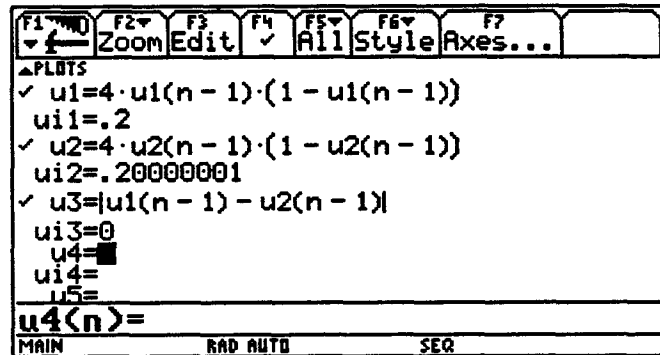 F1 F2 F3 F4 F5 F6 F7
Zoom Edit ✓ All Style Axes...
▲PLOTS
✓ u1=4·u1(n-1)·(1-u1(n-1))
ui1=.2
✓ u2=4·u2(n-1)·(1-u2(n-1))
ui2=.20000001
✓ u3=|u1(n-1)-u2(n-1)|
ui3=0
u4=
ui4=
u5=
u4(n)=
MAIN RAD AUTO SEQ